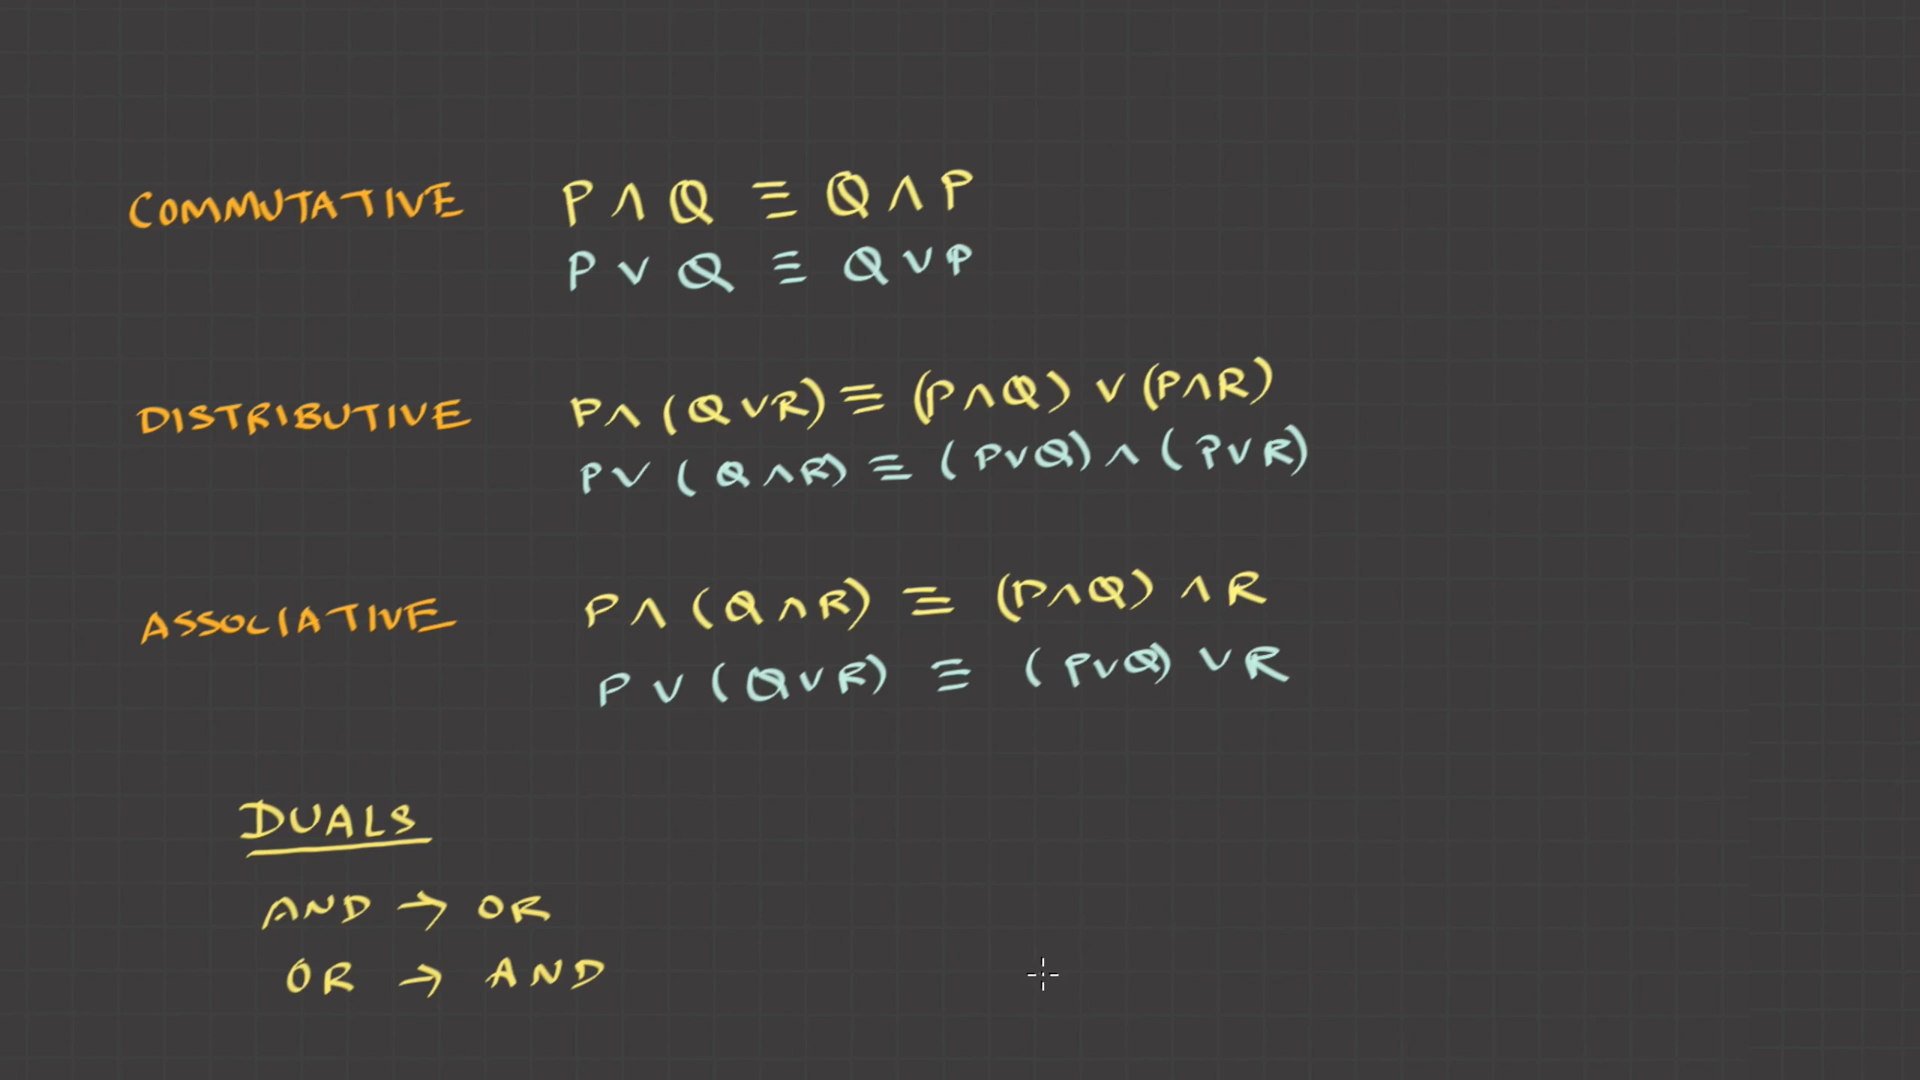 COMMUTATIVE P ∧ Q ≡ Q ∧ P
P ∨ Q ≡ Q ∨ P
DISTRIBUTIVE P ∧ (Q ∨ R) ≡ (P ∧ Q) ∨ (P ∧ R)
P ∨ (Q ∧ R) ≡ (P ∨ Q) ∧ (P ∨ R)
ASSOCIATIVE P ∧ (Q ∧ R) ≡ (P ∧ Q) ∧ R
P ∨ (Q ∨ R) ≡ (P ∨ Q) ∨ R
DUALS
AND → OR
OR → AND